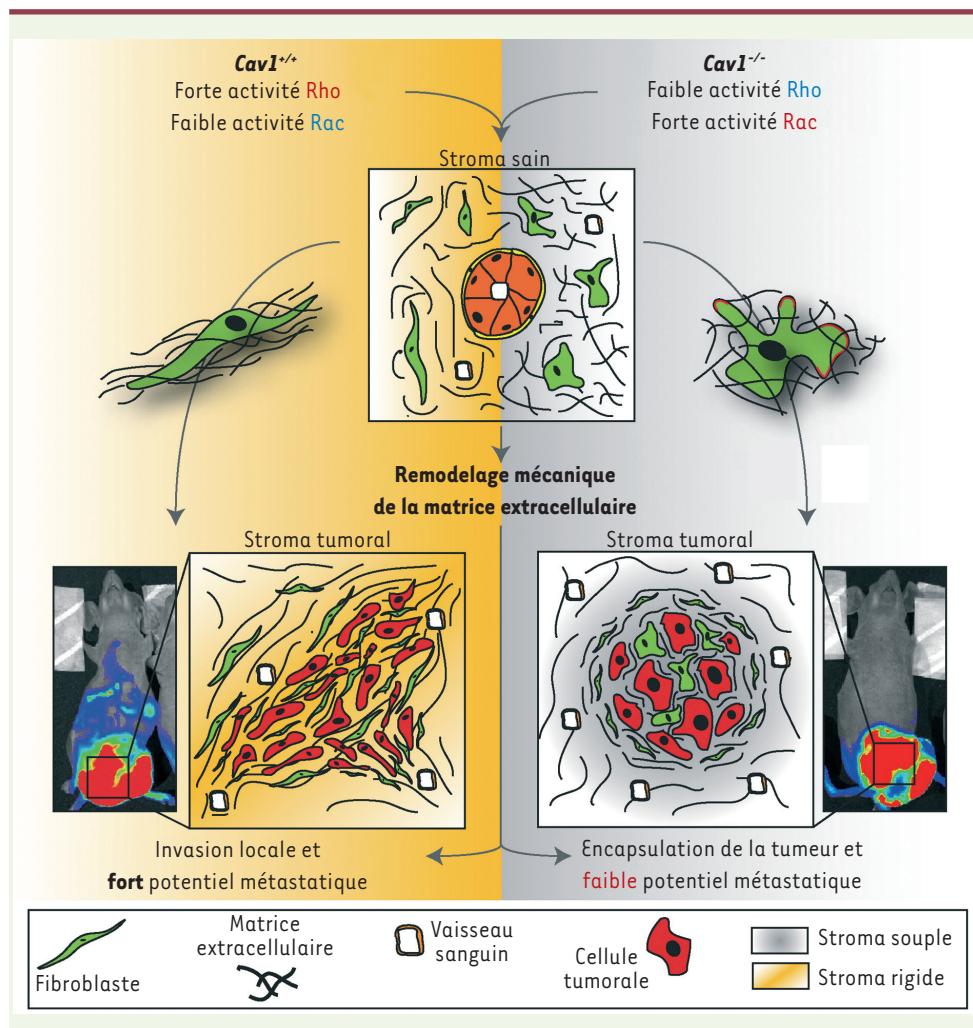 Cav1+/+
Forte activité Rho
Faible activité Rac
Cav1-/-
Faible activité Rho
Forte activité Rac
Stroma sain
Remodelage mécanique
de la matrice extracellulaire
Stroma tumoral
Stroma tumoral
Invasion locale et
fort potentiel métastatique
Encapsulation de la tumeur et
faible potentiel métastatique
Fibroblaste
Matrice
extracellulaire
Vaisseau
sanguin
Cellule
tumorale
Stroma souple
Stroma rigide